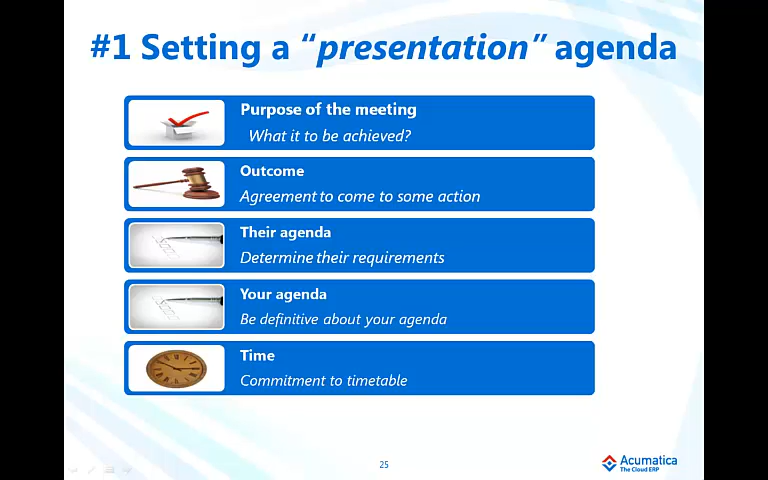 #1 Setting a “presentation” agenda
Purpose of the meeting
What it to be achieved?
Outcome
Agreement to come to some action
Their agenda
Determine their requirements
Your agenda
Be definitive about your agenda
Time
Commitment to timetable
25
Acumatica
The Cloud ERP